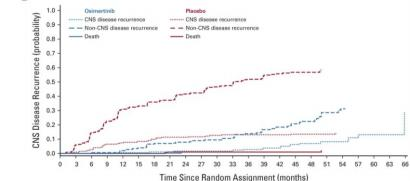 Osimertinib Placebo
CNS disease recurrence CNS disease recurrence
Non-CNS disease recurrence Non-CNS disease recurrence
Death Death
CNS Disease Recurrence (probability)
1.0
0.9
0.8
0.7
0.6
0.5
0.4
0.3
0.2
0.1
0.0
0 3 6 9 12 15 18 21 24 27 30 33 36 39 42 45 48 51 54 57 60 63 66
Time Since Random Assignment (months)